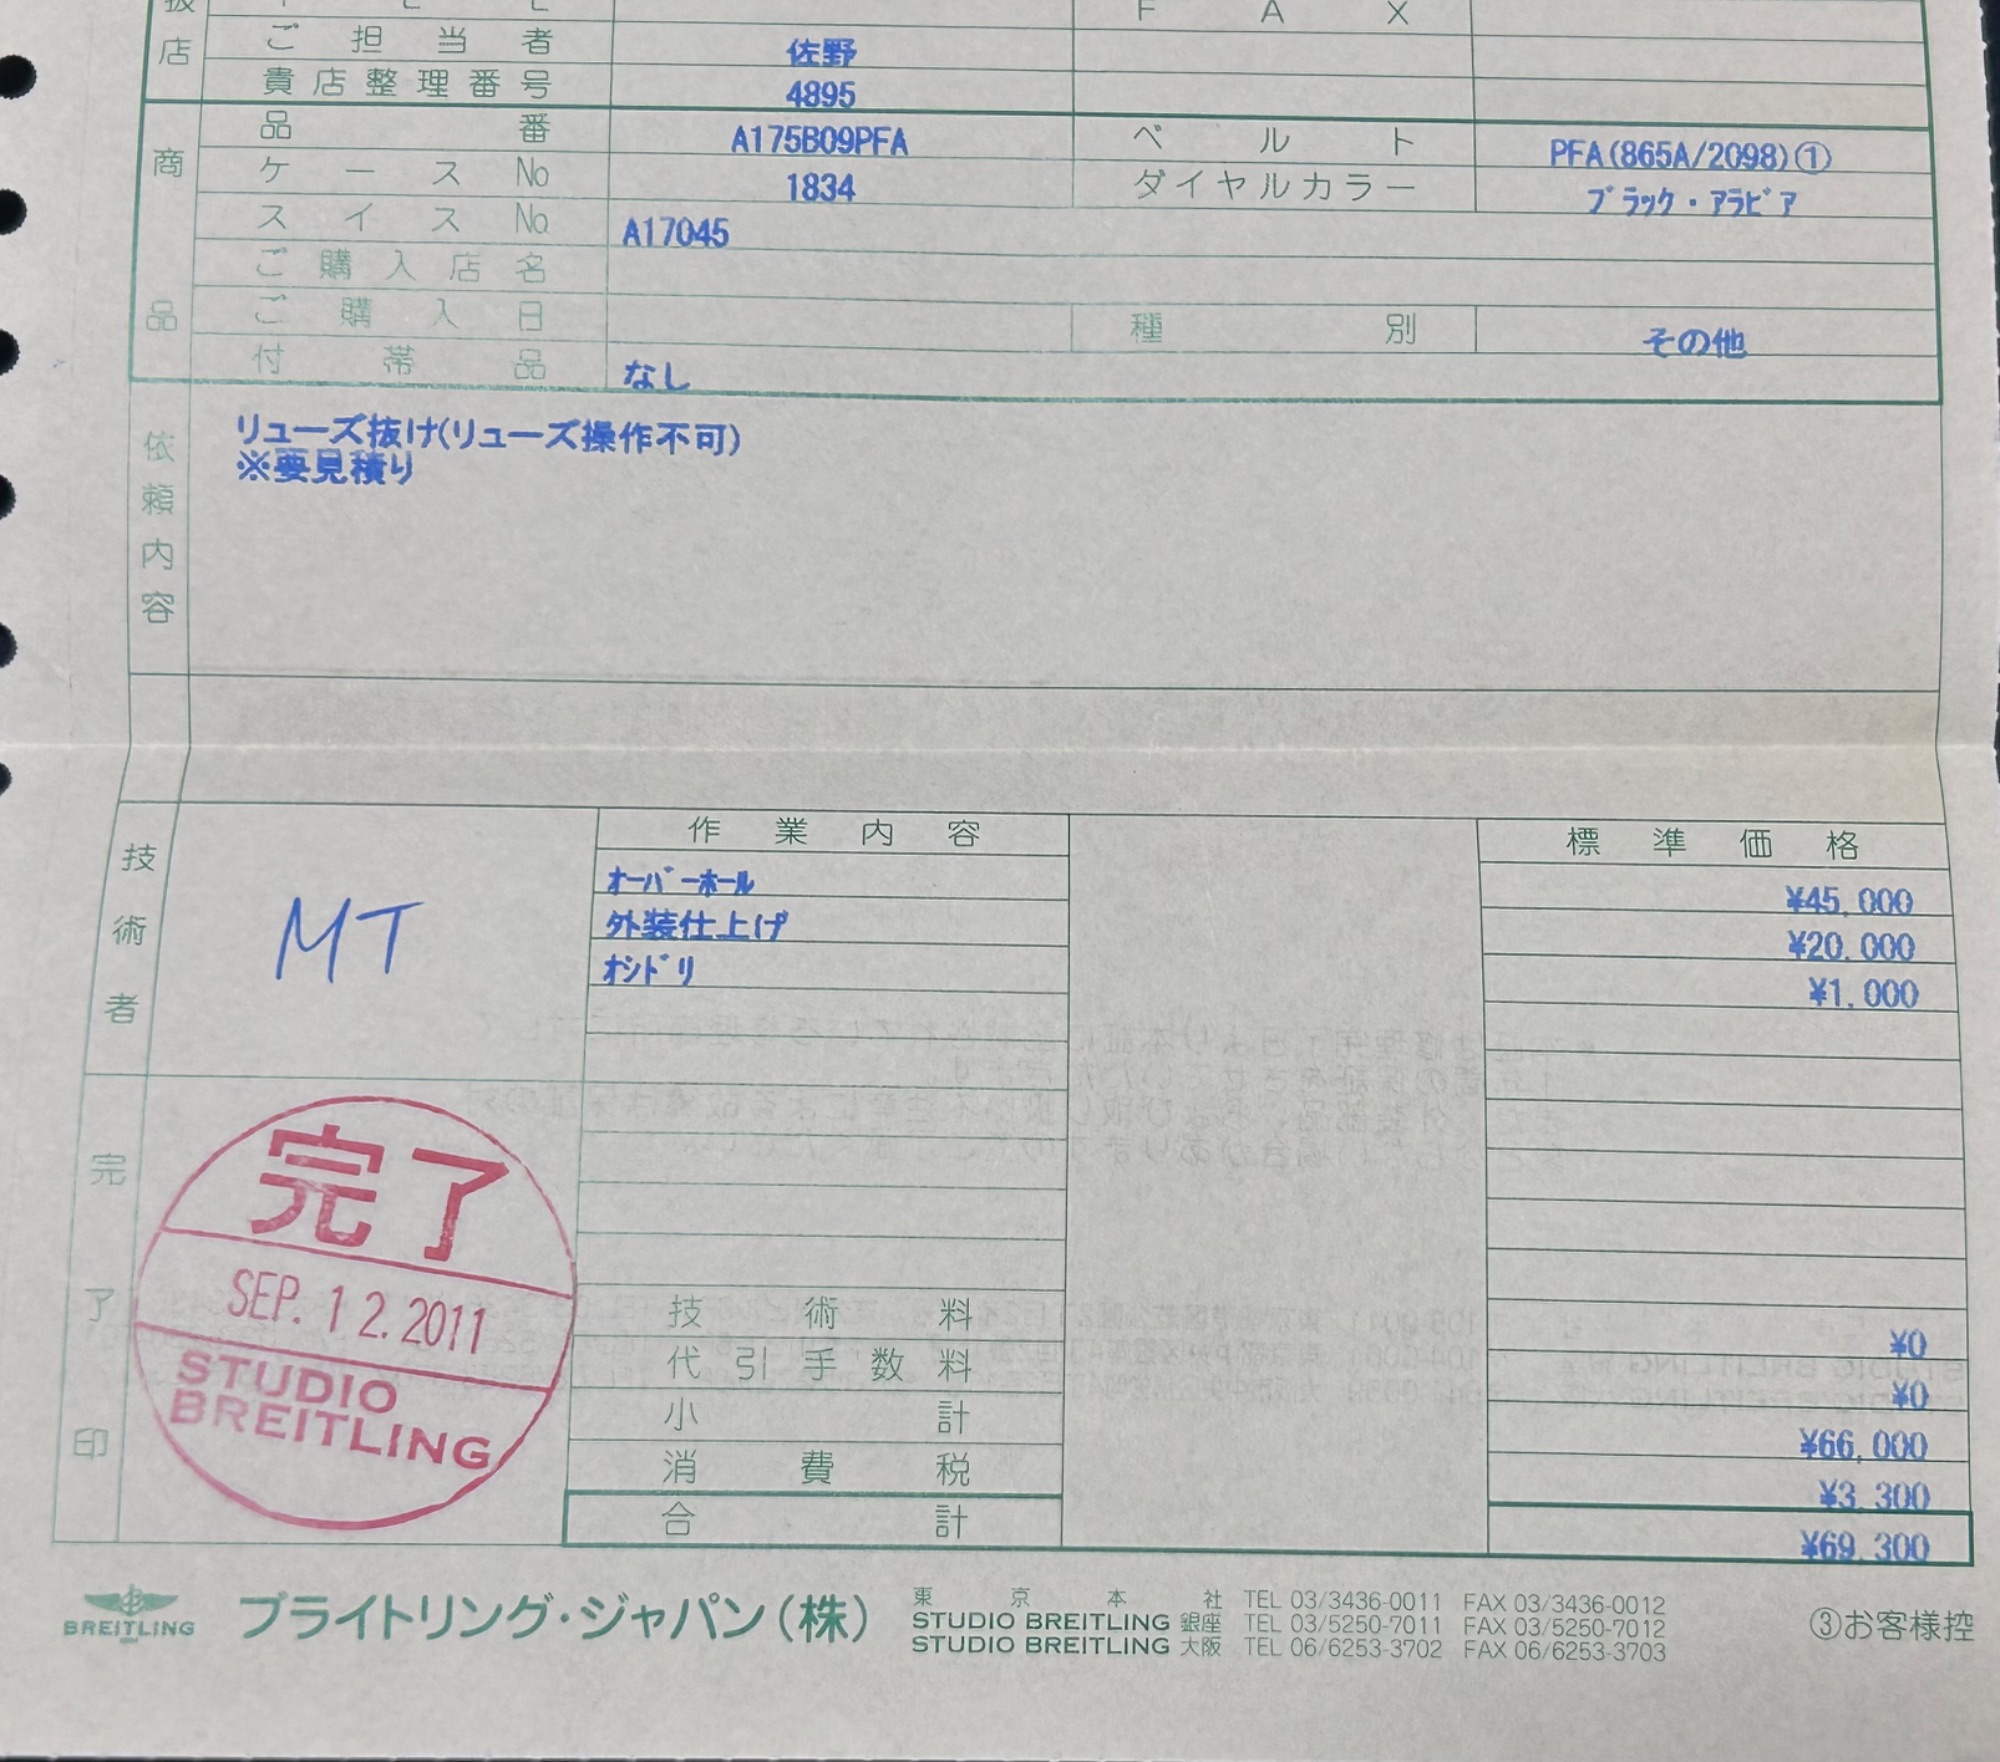 扱店
FAX
ご担当者 佐野
貴店整理番号 4895
商品
品番 A175B09PFA ベルト PFA(865A/2098)①
ケースNo 1834 ダイヤルカラー ブラック・アラビア
スイスNo A17045
ご購入店名
ご購入日 種別 その他
付帯品 なし
依頼内容
リューズ抜け(リューズ操作不可)
※要見積り
技術者
MT
作業内容 標準価格
オーバーホール ¥45,000
外装仕上げ ¥20,000
オシドリ ¥1,000
完了印
完了
SEP.12.2011
STUDIO
BREITLING
技術料 ¥0
代引手数料 ¥0
小計 ¥66,000
消費税 ¥3,300
合計 ¥69,300
BREITLING
ブライトリング・ジャパン(株)
東京本社 TEL 03/3436-0011 FAX 03/3436-0012
STUDIO BREITLING 銀座 TEL 03/5250-7011 FAX 03/5250-7012
STUDIO BREITLING 大阪 TEL 06/6253-3702 FAX 06/6253-3703
③お客様控